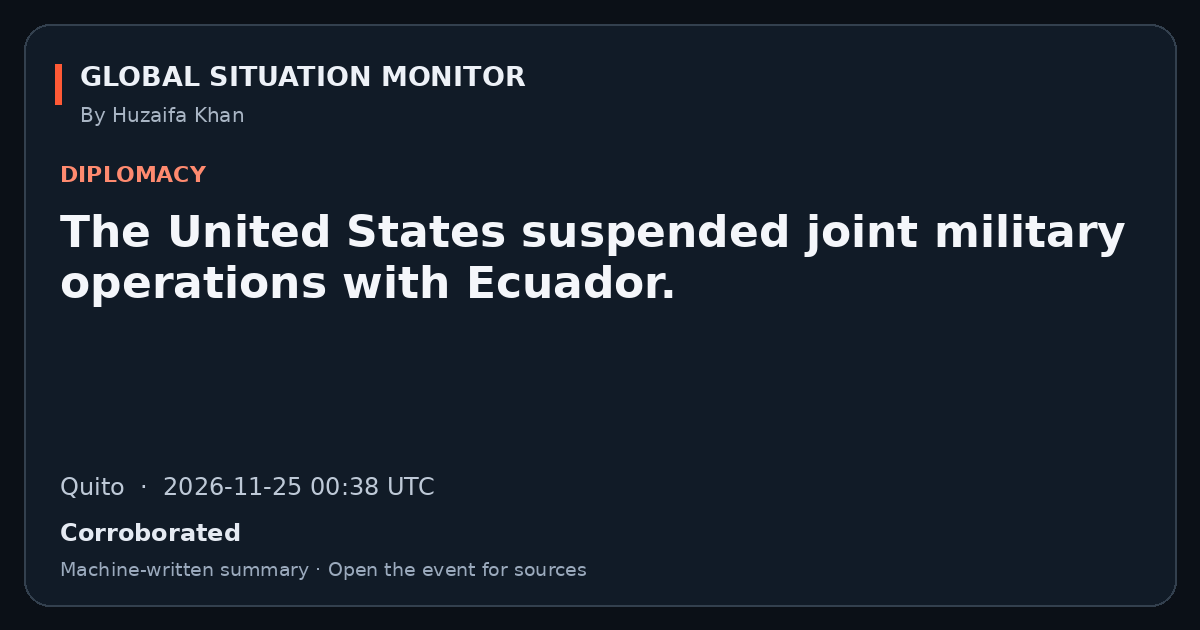 GLOBAL SITUATION MONITOR
By Huzaifa Khan
DIPLOMACY
The United States suspended joint military
operations with Ecuador.
Quito · 2026-11-25 00:38 UTC
Corroborated
Machine-written summary · Open the event for sources